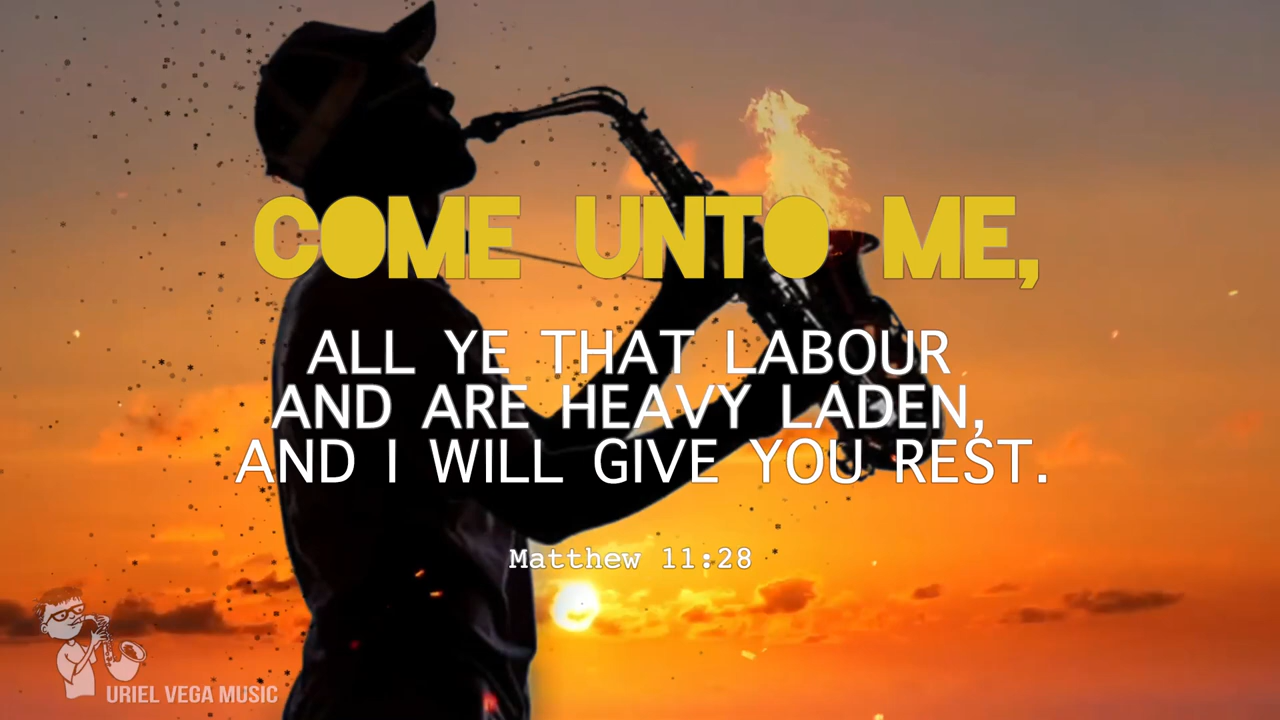 COME UNTO ME,
ALL YE THAT LABOUR
AND ARE HEAVY LADEN,
AND I WILL GIVE YOU REST.
Matthew 11:28
URIEL VEGA MUSIC